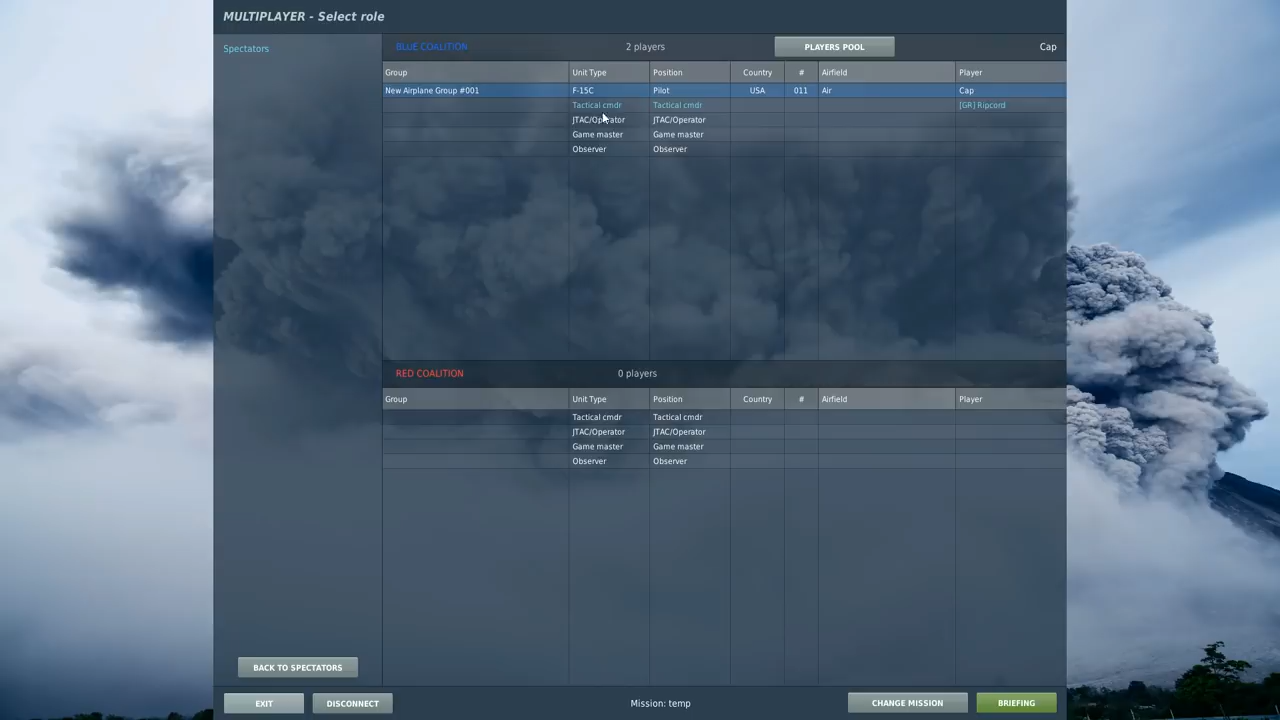 MULTIPLAYER - Select role
Spectators
BLUE COALITION 2 players PLAYERS POOL Cap
Group Unit Type Position Country # Airfield Player
New Airplane Group #001 F-15C Pilot USA 011 Air Cap
Tactical cmdr Tactical cmdr [GR] Ripcord
JTAC/Operator JTAC/Operator
Game master Game master
Observer Observer
RED COALITION 0 players
Group Unit Type Position Country # Airfield Player
Tactical cmdr Tactical cmdr
JTAC/Operator JTAC/Operator
Game master Game master
Observer Observer
BACK TO SPECTATORS
EXIT DISCONNECT Mission: temp CHANGE MISSION BRIEFING